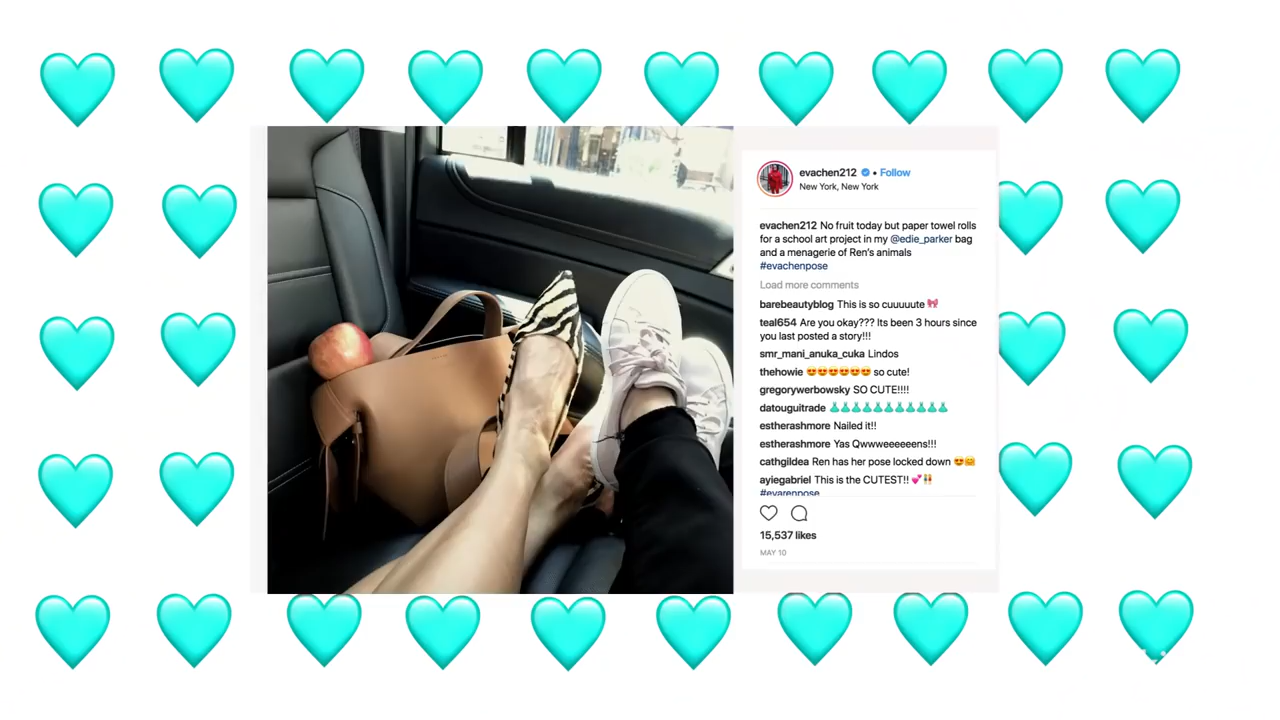 evachen212 • Follow
New York, New York
evachen212 No fruit today but paper towel rolls
for a school art project in my @edie_parker bag
and a menagerie of Ren's animals
#evachenpose
Load more comments
barebeautyblog This is so cuuuuute 🎀
teal654 Are you okay??? Its been 3 hours since
you last posted a story!!!
smr_mani_anuka_cuka Lindos
thehowie 😍😍😍😍😍😍 so cute!
gregorywerbowsky SO CUTE!!!!
datouguitrade 👗👗👗👗👗👗👗👗👗👗👗
estherashmore Nailed it!!
estherashmore Yas Qwwweeeeeens!!!
cathgildea Ren has her pose locked down 😍🤗
ayiegabriel This is the CUTEST!! 💕👯
#evarenpose
15,537 likes
MAY 10